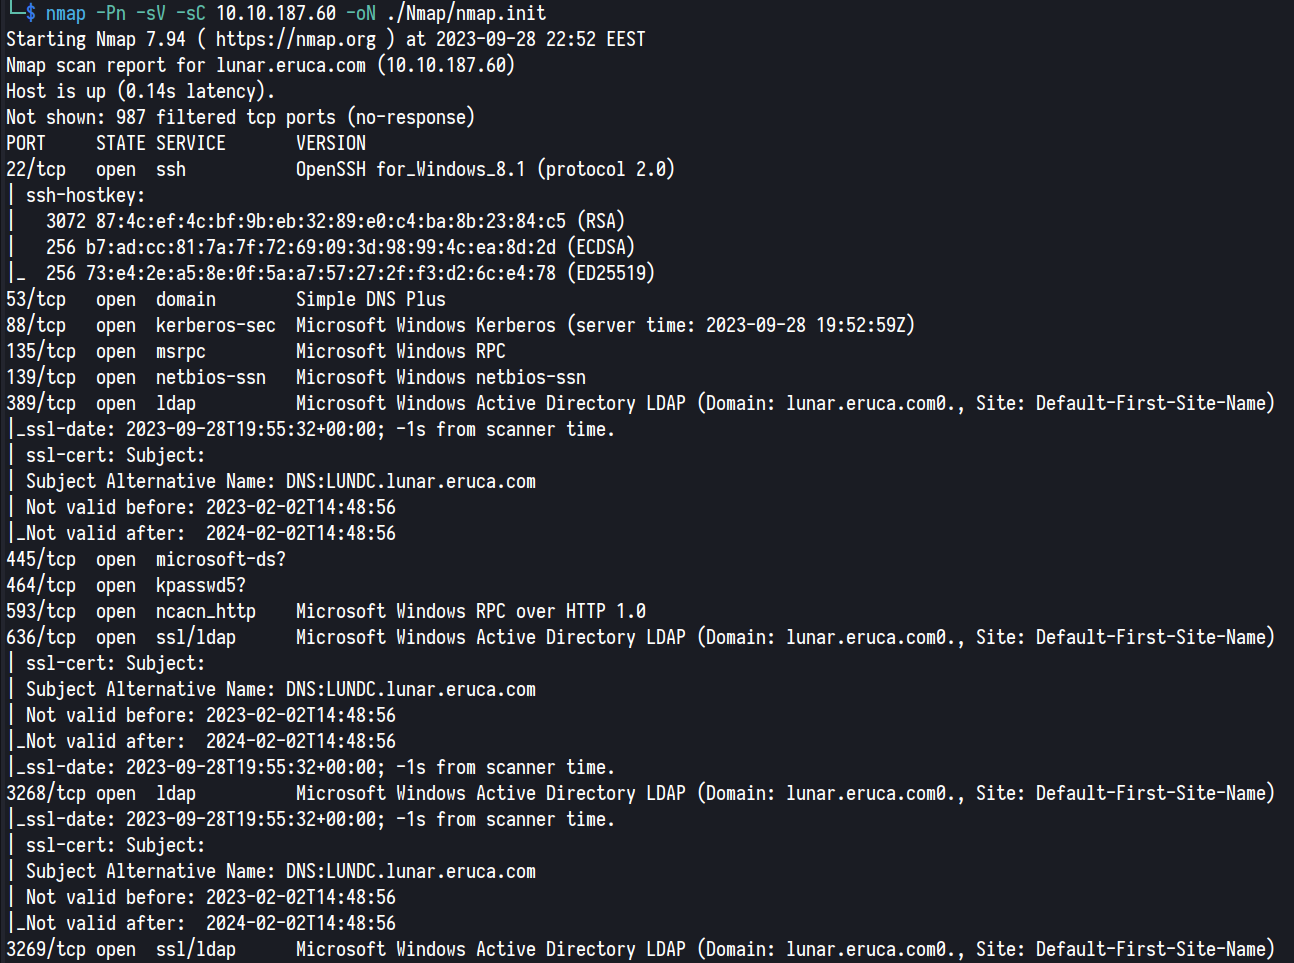 └─$ nmap -Pn -sV -sC 10.10.187.60 -oN ./Nmap/nmap.init
Starting Nmap 7.94 ( https://nmap.org ) at 2023-09-28 22:52 EEST
Nmap scan report for lunar.eruca.com (10.10.187.60)
Host is up (0.14s latency).
Not shown: 987 filtered tcp ports (no-response)
PORT     STATE SERVICE       VERSION
22/tcp   open  ssh           OpenSSH for_Windows_8.1 (protocol 2.0)
| ssh-hostkey:
|   3072 87:4c:ef:4c:bf:9b:eb:32:89:e0:c4:ba:8b:23:84:c5 (RSA)
|   256 b7:ad:cc:81:7a:7f:72:69:09:3d:98:99:4c:ea:8d:2d (ECDSA)
|_  256 73:e4:2e:a5:8e:0f:5a:a7:57:27:2f:f3:d2:6c:e4:78 (ED25519)
53/tcp   open  domain        Simple DNS Plus
88/tcp   open  kerberos-sec  Microsoft Windows Kerberos (server time: 2023-09-28 19:52:59Z)
135/tcp  open  msrpc         Microsoft Windows RPC
139/tcp  open  netbios-ssn   Microsoft Windows netbios-ssn
389/tcp  open  ldap          Microsoft Windows Active Directory LDAP (Domain: lunar.eruca.com0., Site: Default-First-Site-Name)
|_ssl-date: 2023-09-28T19:55:32+00:00; -1s from scanner time.
| ssl-cert: Subject:
| Subject Alternative Name: DNS:LUNDC.lunar.eruca.com
| Not valid before: 2023-02-02T14:48:56
|_Not valid after:  2024-02-02T14:48:56
445/tcp  open  microsoft-ds?
464/tcp  open  kpasswd5?
593/tcp  open  ncacn_http    Microsoft Windows RPC over HTTP 1.0
636/tcp  open  ssl/ldap      Microsoft Windows Active Directory LDAP (Domain: lunar.eruca.com0., Site: Default-First-Site-Name)
| ssl-cert: Subject:
| Subject Alternative Name: DNS:LUNDC.lunar.eruca.com
| Not valid before: 2023-02-02T14:48:56
|_Not valid after:  2024-02-02T14:48:56
|_ssl-date: 2023-09-28T19:55:32+00:00; -1s from scanner time.
3268/tcp open  ldap          Microsoft Windows Active Directory LDAP (Domain: lunar.eruca.com0., Site: Default-First-Site-Name)
|_ssl-date: 2023-09-28T19:55:32+00:00; -1s from scanner time.
| ssl-cert: Subject:
| Subject Alternative Name: DNS:LUNDC.lunar.eruca.com
| Not valid before: 2023-02-02T14:48:56
|_Not valid after:  2024-02-02T14:48:56
3269/tcp open  ssl/ldap      Microsoft Windows Active Directory LDAP (Domain: lunar.eruca.com0., Site: Default-First-Site-Name)